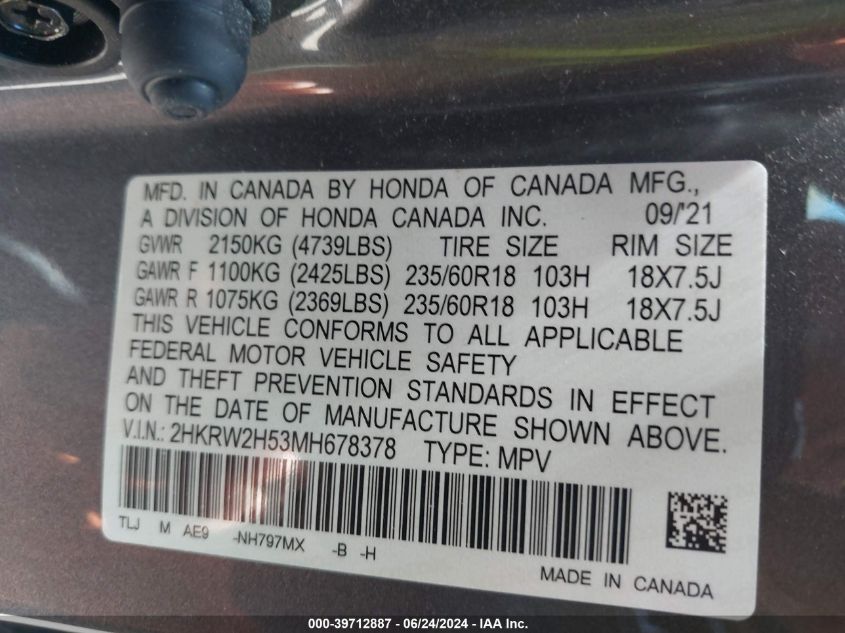 MFD. IN CANADA BY HONDA OF CANADA MFG.,
A DIVISION OF HONDA CANADA INC. 09/'21
GVWR 2150KG (4739LBS) TIRE SIZE RIM SIZE
GAWR F 1100KG (2425LBS) 235/60R18 103H 18X7.5J
GAWR R 1075KG (2369LBS) 235/60R18 103H 18X7.5J
THIS VEHICLE CONFORMS TO ALL APPLICABLE
FEDERAL MOTOR VEHICLE SAFETY
AND THEFT PREVENTION STANDARDS IN EFFECT
ON THE DATE OF MANUFACTURE SHOWN ABOVE.
V.I.N.: 2HKRW2H53MH678378 TYPE: MPV
TLJ M AE9 -NH797MX -B -H
MADE IN CANADA
000-39712887 - 06/24/2024 - IAA Inc.